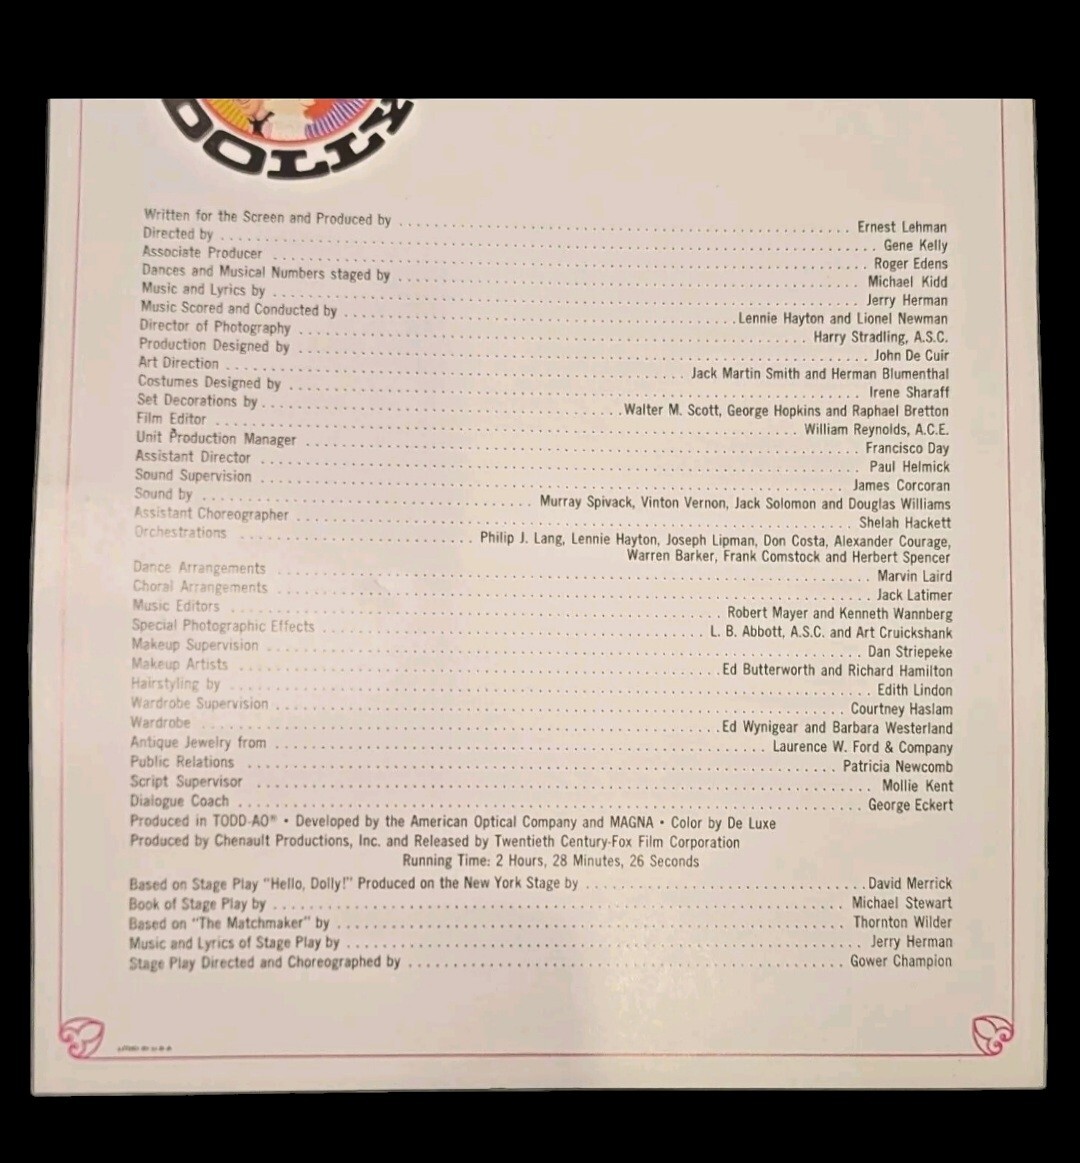 DOLLY
Written for the Screen and Produced by ........ Ernest Lehman
Directed by ........ Gene Kelly
Associate Producer ........ Roger Edens
Dances and Musical Numbers staged by ........ Michael Kidd
Music and Lyrics by ........ Jerry Herman
Music Scored and Conducted by ........ Lennie Hayton and Lionel Newman
Director of Photography ........ Harry Stradling, A.S.C.
Production Designed by ........ John De Cuir
Art Direction ........ Jack Martin Smith and Herman Blumenthal
Costumes Designed by ........ Irene Sharaff
Set Decorations by ........ Walter M. Scott, George Hopkins and Raphael Bretton
Film Editor ........ William Reynolds, A.C.E.
Unit Production Manager ........ Francisco Day
Assistant Director ........ Paul Helmick
Sound Supervision ........ James Corcoran
Sound by ........ Murray Spivack, Vinton Vernon, Jack Solomon and Douglas Williams
Assistant Choreographer ........ Shelah Hackett
Orchestrations ........ Philip J. Lang, Lennie Hayton, Joseph Lipman, Don Costa, Alexander Courage,
Warren Barker, Frank Comstock and Herbert Spencer
Dance Arrangements ........ Marvin Laird
Choral Arrangements ........ Jack Latimer
Music Editors ........ Robert Mayer and Kenneth Wannberg
Special Photographic Effects ........ L. B. Abbott, A.S.C. and Art Cruickshank
Makeup Supervision ........ Dan Striepeke
Makeup Artists ........ Ed Butterworth and Richard Hamilton
Hairstyling by ........ Edith Lindon
Wardrobe Supervision ........ Courtney Haslam
Wardrobe ........ Ed Wynigear and Barbara Westerland
Antique Jewelry from ........ Laurence W. Ford & Company
Public Relations ........ Patricia Newcomb
Script Supervisor ........ Mollie Kent
Dialogue Coach ........ George Eckert
Produced in TODD-AO® • Developed by the American Optical Company and MAGNA • Color by De Luxe
Produced by Chenault Productions, Inc. and Released by Twentieth Century-Fox Film Corporation
Running Time: 2 Hours, 28 Minutes, 26 Seconds
Based on Stage Play "Hello, Dolly!" Produced on the New York Stage by ........ David Merrick
Book of Stage Play by ........ Michael Stewart
Based on "The Matchmaker" by ........ Thornton Wilder
Music and Lyrics of Stage Play by ........ Jerry Herman
Stage Play Directed and Choreographed by ........ Gower Champion